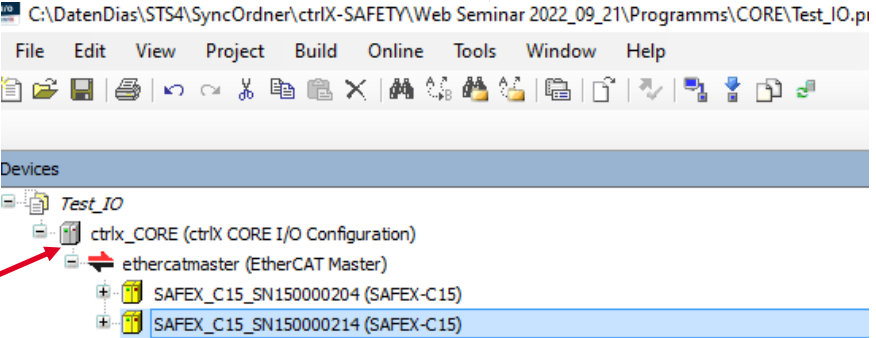 C:\DatenDias\STS4\SyncOrdner\ctrlX-SAFETY\Web Seminar 2022_09_21\Programms\CORE\Test_IO.pr
File Edit View Project Build Online Tools Window Help
Devices
Test_IO
ctrlx_CORE (ctrlX CORE I/O Configuration)
ethercatmaster (EtherCAT Master)
SAFEX_C15_SN150000204 (SAFEX-C15)
SAFEX_C15_SN150000214 (SAFEX-C15)